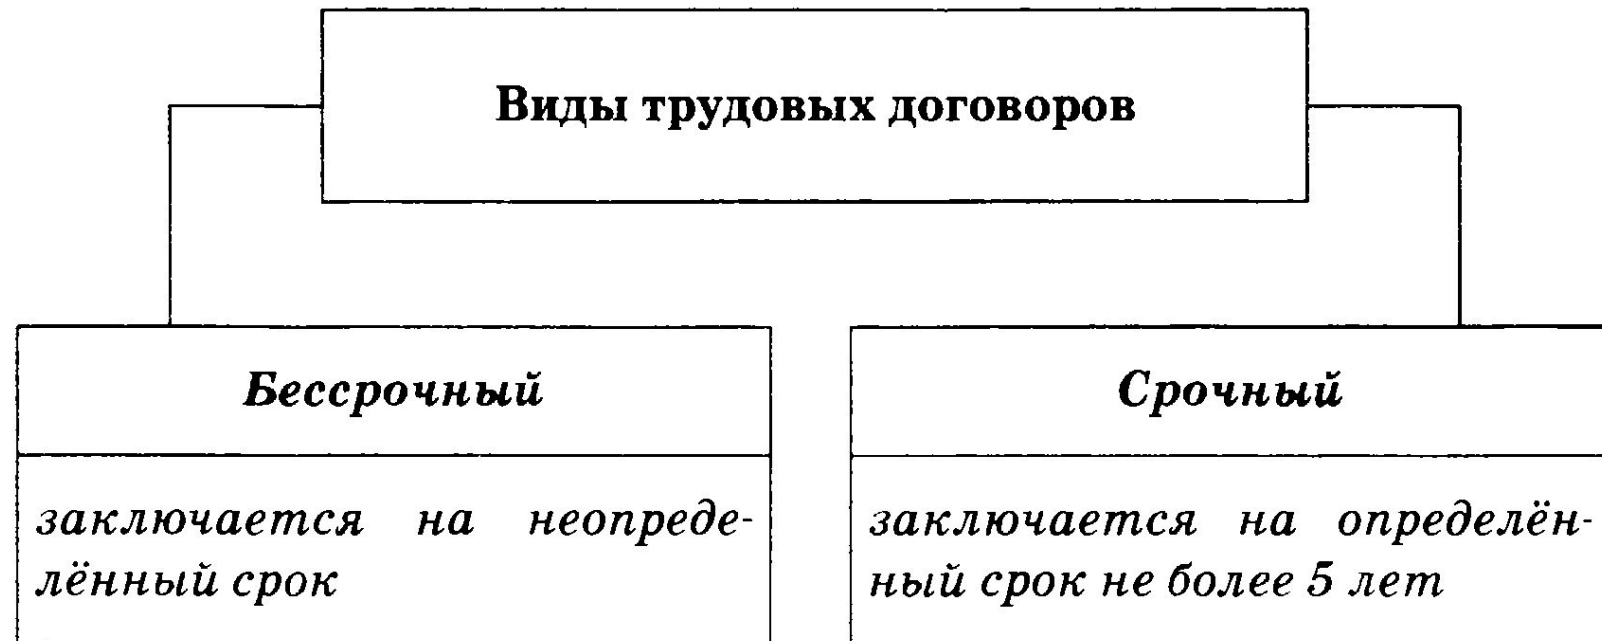 Виды трудовых договоров
Бессрочный
заключается на неопреде-
лённый срок
Срочный
заключается на определён-
ный срок не более 5 лет